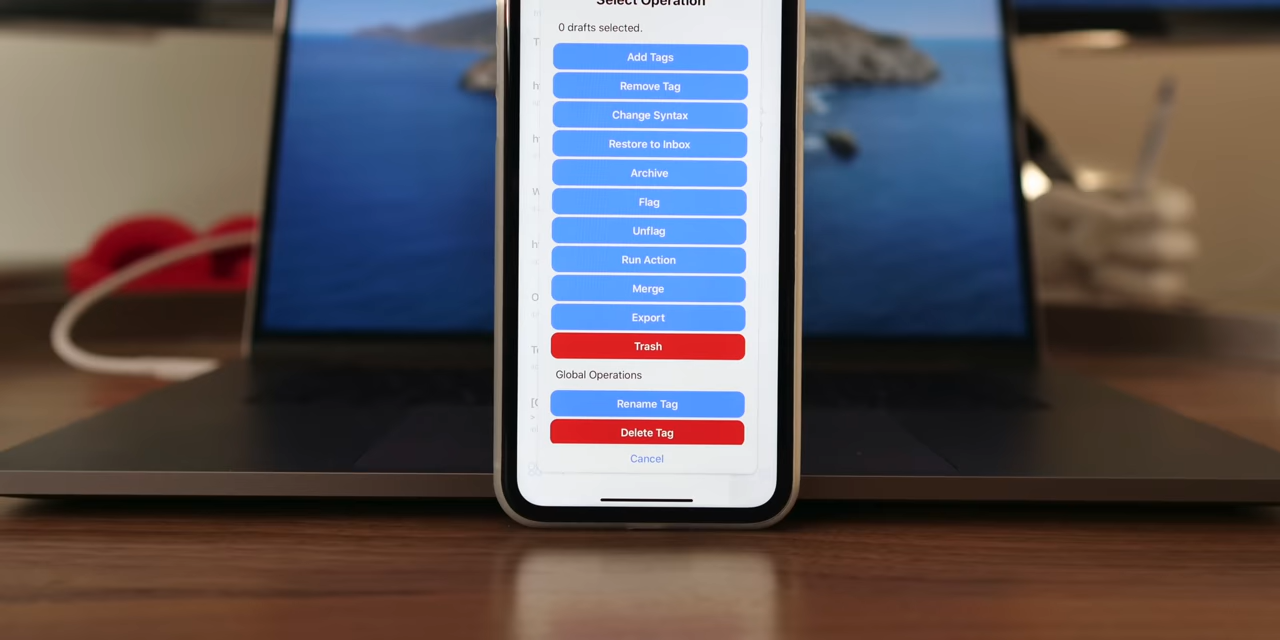 Select Operation
0 drafts selected.
Add Tags
Remove Tag
Change Syntax
Restore to Inbox
Archive
Flag
Unflag
Run Action
Merge
Export
Trash
Global Operations
Rename Tag
Delete Tag
Cancel